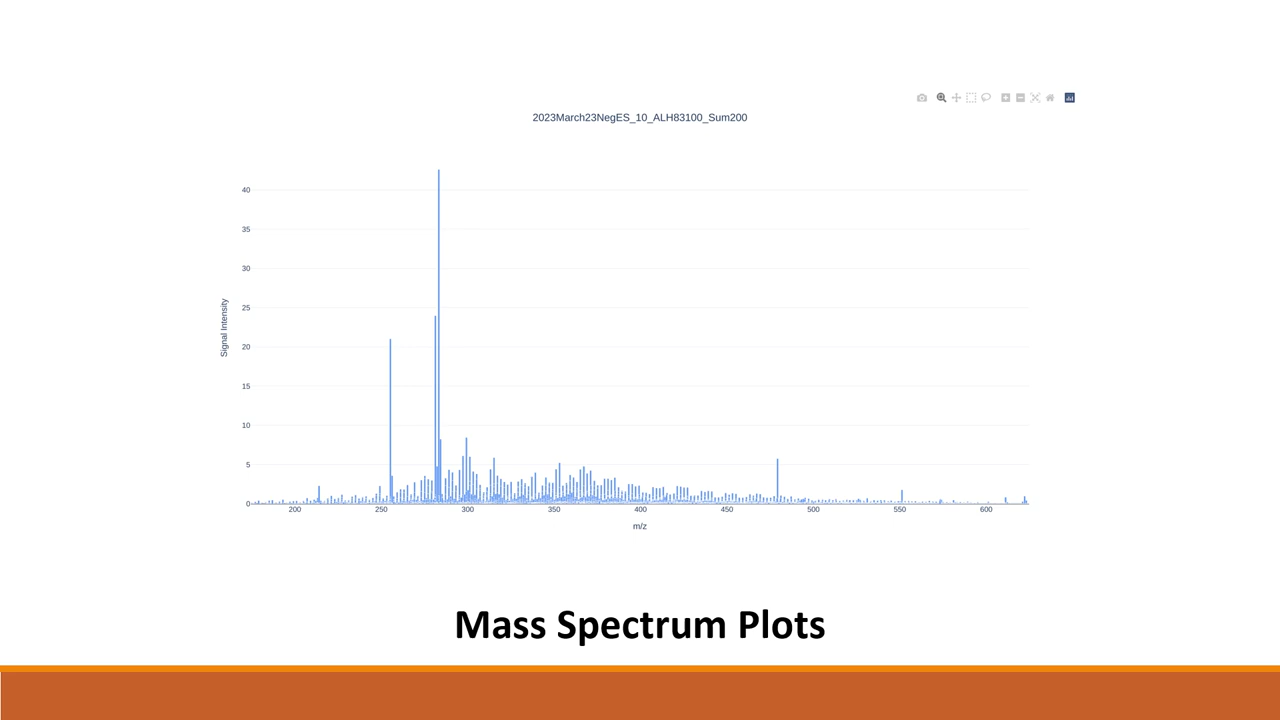 2023March23NegES_10_ALH83100_Sum200
40
35
30
25
20
15
10
5
0
Signal Intensity
200 250 300 350 400 450 500 550 600
m/z
Mass Spectrum Plots